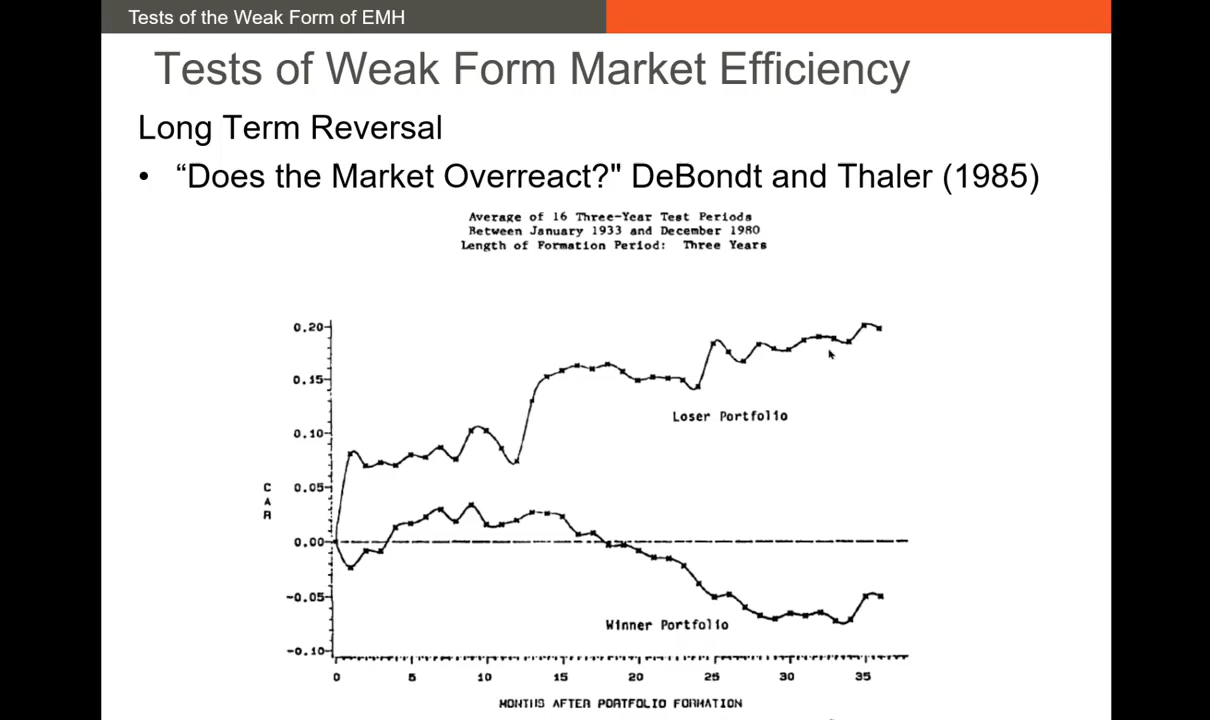 Tests of the Weak Form of EMH
Tests of Weak Form Market Efficiency
Long Term Reversal
• “Does the Market Overreact?" DeBondt and Thaler (1985)
Average of 16 Three-Year Test Periods
Between January 1933 and December 1980
Length of Formation Period: Three Years
0.20
0.15
0.10
0.05
0.00
-0.05
-0.10
CAR
Loser Portfolio
Winner Portfolio
0 5 10 15 20 25 30 35
MONTHS AFTER PORTFOLIO FORMATION